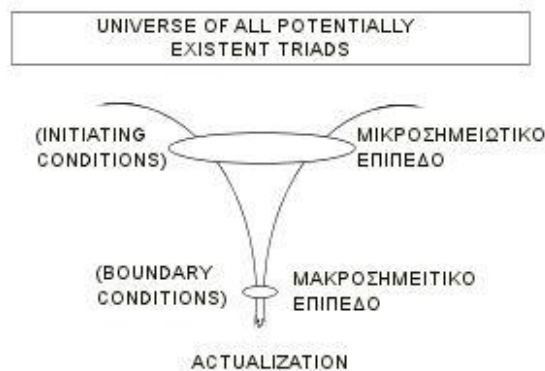 UNIVERSE OF ALL POTENTIALLY
EXISTENT TRIADS
(INITIATING
CONDITIONS)
ΜΙΚΡΟΣΗΜΕΙΩΤΙΚΟ
ΕΠΙΠΕΔΟ
(BOUNDARY
CONDITIONS)
ΜΑΚΡΟΣΗΜΕΙΤΙΚΟ
ΕΠΙΠΕΔΟ
ACTUALIZATION